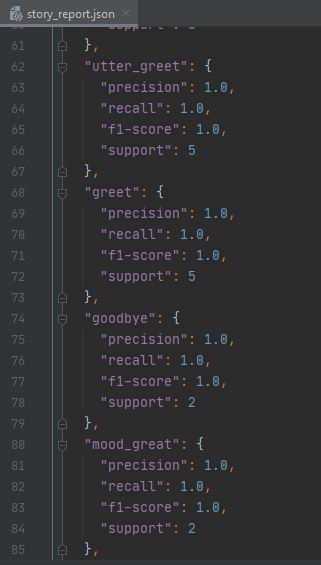 story_report.json
61 },
62 "utter_greet": {
63 "precision": 1.0,
64 "recall": 1.0,
65 "f1-score": 1.0,
66 "support": 5
67 },
68 "greet": {
69 "precision": 1.0,
70 "recall": 1.0,
71 "f1-score": 1.0,
72 "support": 5
73 },
74 "goodbye": {
75 "precision": 1.0,
76 "recall": 1.0,
77 "f1-score": 1.0,
78 "support": 2
79 },
80 "mood_great": {
81 "precision": 1.0,
82 "recall": 1.0,
83 "f1-score": 1.0,
84 "support": 2
85 },